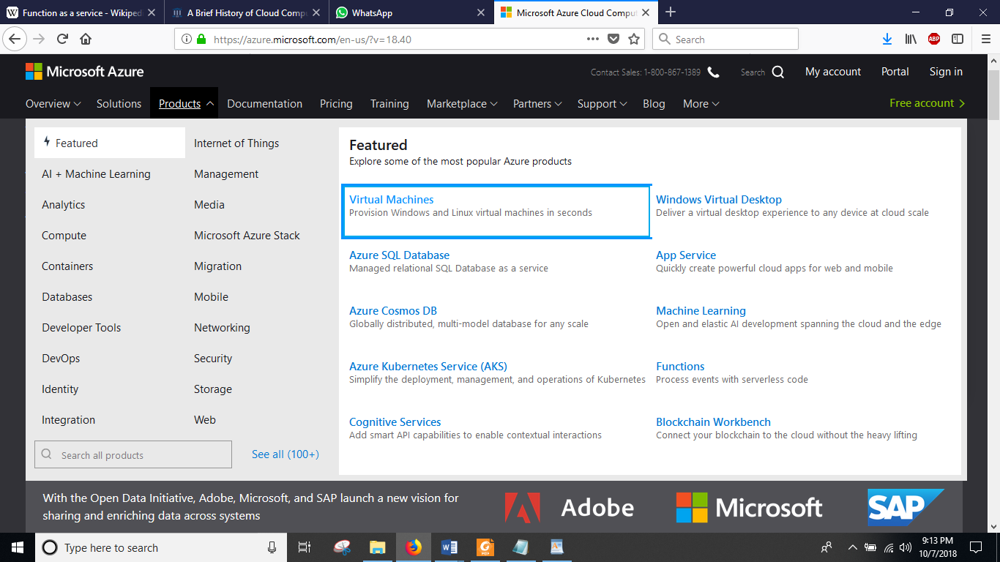 Function as a service - Wikiped
A Brief History of Cloud Compu
WhatsApp
Microsoft Azure Cloud Comput
https://azure.microsoft.com/en-us/?v=18.40
Search
ABP
Microsoft Azure
Contact Sales: 1-800-867-1389
Search
My account
Portal
Sign in
Overview
Solutions
Products
Documentation
Pricing
Training
Marketplace
Partners
Support
Blog
More
Free account
Featured
AI + Machine Learning
Analytics
Compute
Containers
Databases
Developer Tools
DevOps
Identity
Integration
Internet of Things
Management
Media
Microsoft Azure Stack
Migration
Mobile
Networking
Security
Storage
Web
Search all products
See all (100+)
Featured
Explore some of the most popular Azure products
Virtual Machines
Provision Windows and Linux virtual machines in seconds
Windows Virtual Desktop
Deliver a virtual desktop experience to any device at cloud scale
Azure SQL Database
Managed relational SQL Database as a service
App Service
Quickly create powerful cloud apps for web and mobile
Azure Cosmos DB
Globally distributed, multi-model database for any scale
Machine Learning
Open and elastic AI development spanning the cloud and the edge
Azure Kubernetes Service (AKS)
Simplify the deployment, management, and operations of Kubernetes
Functions
Process events with serverless code
Cognitive Services
Add smart API capabilities to enable contextual interactions
Blockchain Workbench
Connect your blockchain to the cloud without the heavy lifting
With the Open Data Initiative, Adobe, Microsoft, and SAP launch a new vision for
sharing and enriching data across systems
Adobe
Microsoft
SAP
Type here to search
9:13 PM
10/7/2018